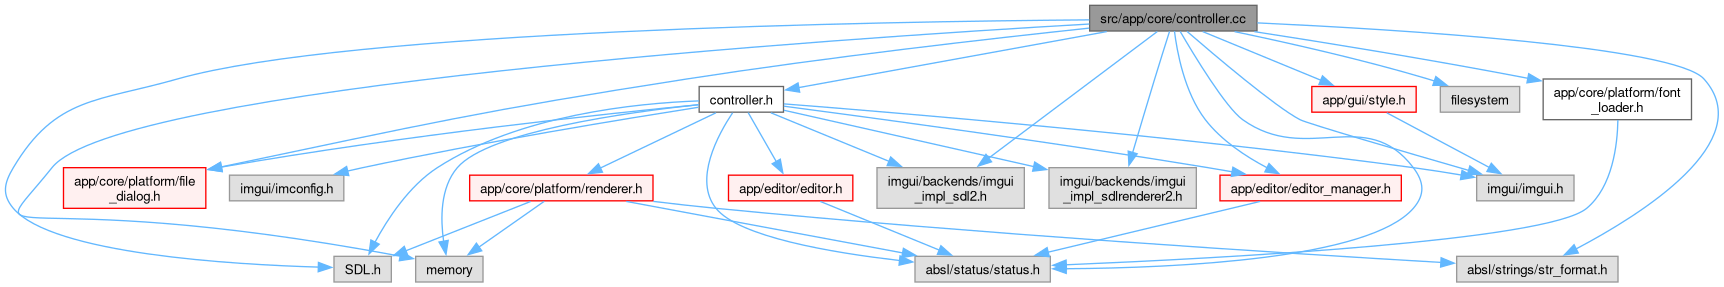 src/app/core/controller.cc
controller.h
app/gui/style.h
filesystem
app/core/platform/font
_loader.h
app/core/platform/file
_dialog.h
imgui/imconfig.h
app/core/platform/renderer.h
app/editor/editor.h
imgui/backends/imgui
_impl_sdl2.h
imgui/backends/imgui
_impl_sdlrenderer2.h
app/editor/editor_manager.h
imgui/imgui.h
SDL.h
memory
absl/status/status.h
absl/strings/str_format.h